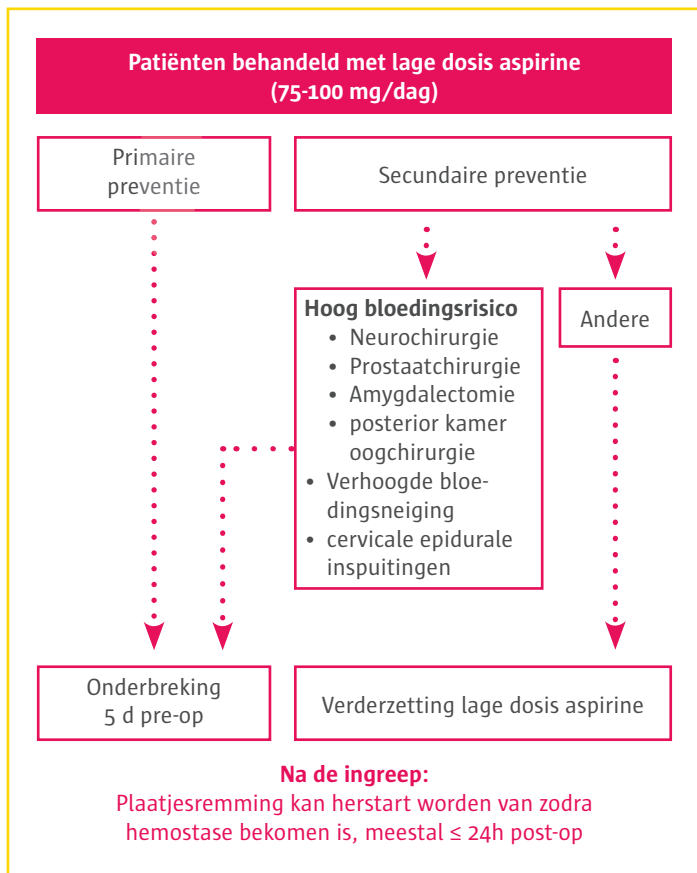 Patiënten behandeld met lage dosis aspirine
(75-100 mg/dag)
Primaire
preventie
Secundaire preventie
Hoog bloedingsrisico
• Neurochirurgie
• Prostaatchirurgie
• Amygdalectomie
• posterior kamer
oogchirurgie
• Verhoogde bloe-
dingsneiging
• cervicale epidurale
inspuitingen
Andere
Onderbreking
5 d pre-op
Verderzetting lage dosis aspirine
Na de ingreep:
Plaatjesremming kan herstart worden van zodra
hemostase bekomen is, meestal ≤ 24h post-op